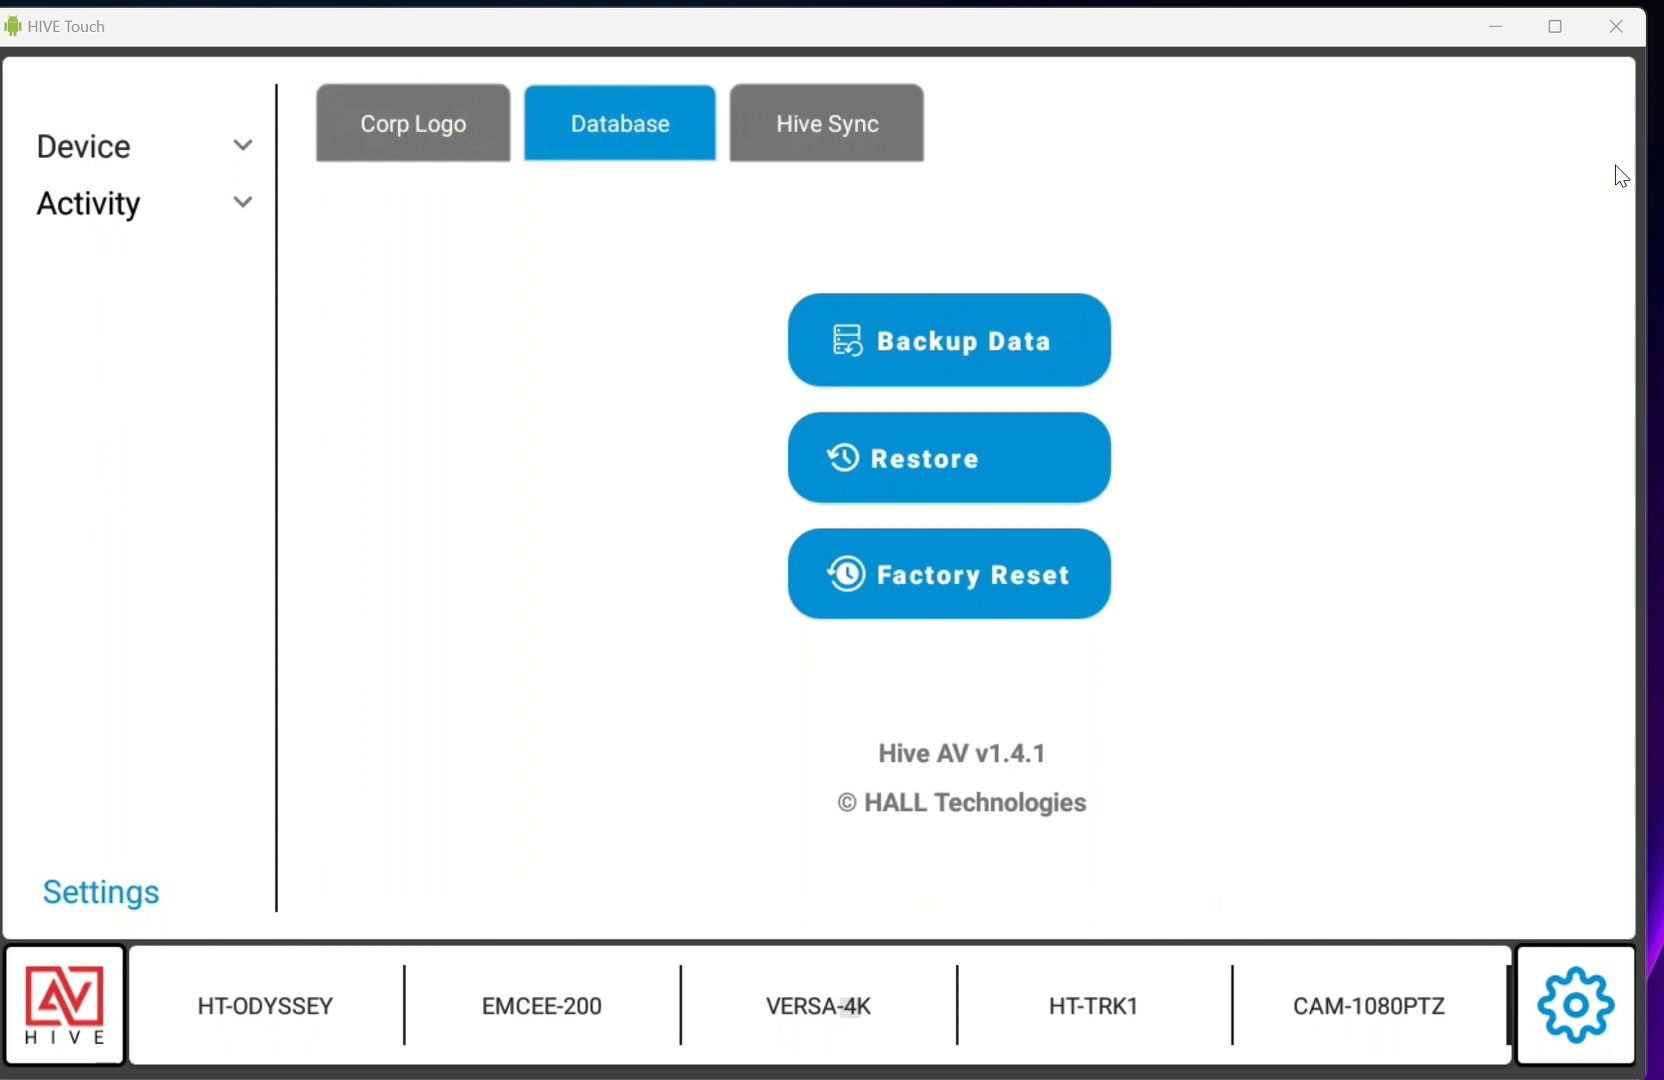 HIVE Touch
Corp Logo
Database
Hive Sync
Device
Activity
Backup Data
Restore
Factory Reset
Hive AV v1.4.1
© HALL Technologies
Settings
AV
HIVE
HT-ODYSSEY
EMCEE-200
VERSA-4K
HT-TRK1
CAM-1080PTZ